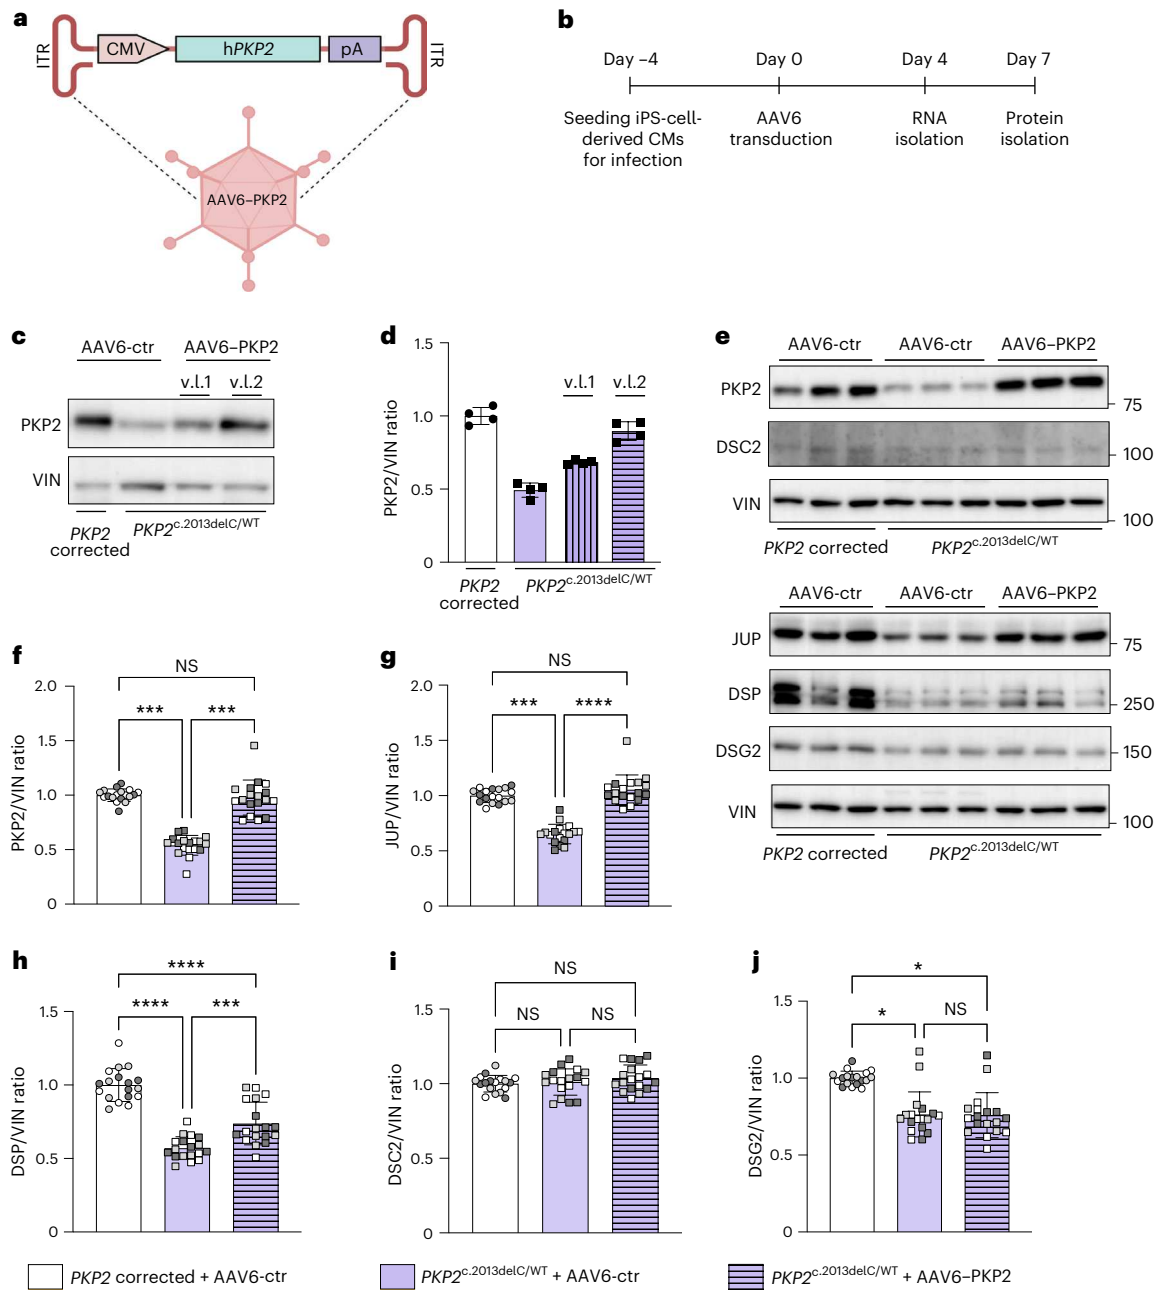 a
ITR
CMV
hPKP2
pA
ITR
AAV6–PKP2
b
Day –4
Day 0
Day 4
Day 7
Seeding iPS-cell-
derived CMs
for infection
AAV6
transduction
RNA
isolation
Protein
isolation
c
AAV6-ctr
AAV6–PKP2
v.l.1
v.l.2
PKP2
VIN
PKP2
corrected
PKP2c.2013delC/WT
d
PKP2/VIN ratio
1.5
1.0
0.5
0
v.l.1
v.l.2
PKP2
corrected
PKP2c.2013delC/WT
e
AAV6-ctr
AAV6-ctr
AAV6–PKP2
PKP2
75
DSC2
100
VIN
100
PKP2 corrected
PKP2c.2013delC/WT
AAV6-ctr
AAV6-ctr
AAV6–PKP2
JUP
75
DSP
250
DSG2
150
VIN
100
PKP2 corrected
PKP2c.2013delC/WT
f
PKP2/VIN ratio
2.0
1.5
1.0
0.5
0
NS
***
***
g
JUP/VIN ratio
2.0
1.5
1.0
0.5
0
NS
***
****
h
DSP/VIN ratio
1.5
1.0
0.5
0
****
****
***
i
DSC2/VIN ratio
1.5
1.0
0.5
0
NS
NS
NS
j
DSG2/VIN ratio
1.5
1.0
0.5
0
*
*
NS
PKP2 corrected + AAV6-ctr
PKP2c.2013delC/WT + AAV6-ctr
PKP2c.2013delC/WT + AAV6–PKP2